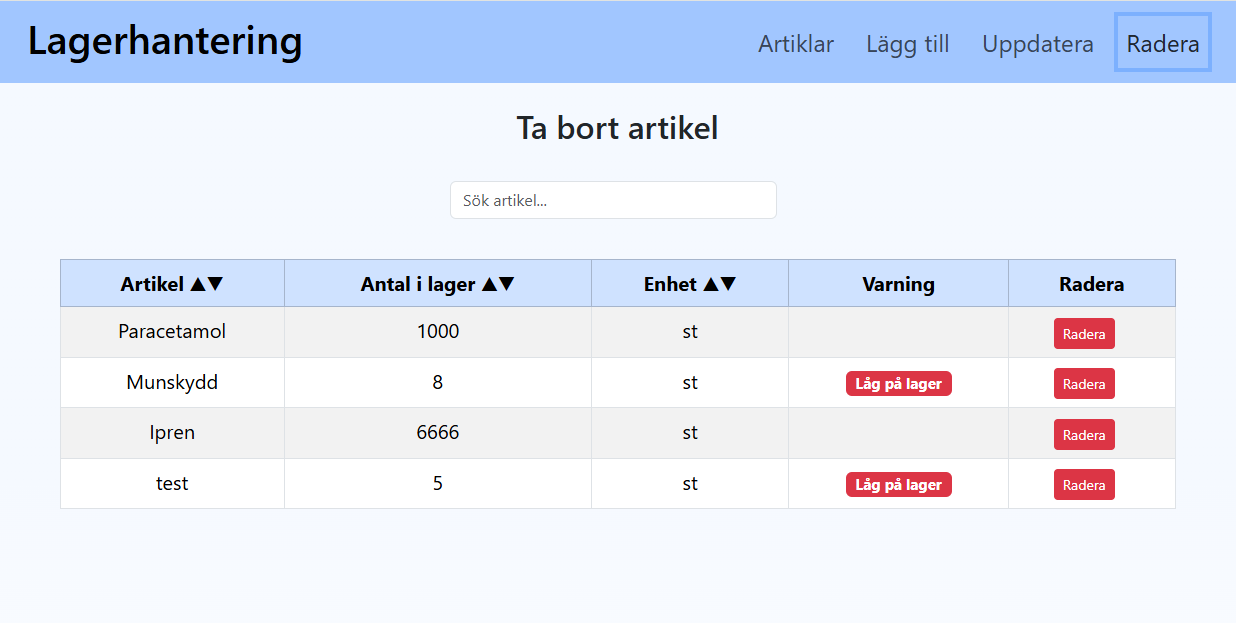 Lagerhantering Artiklar Lägg till Uppdatera Radera
Ta bort artikel
Sök artikel...
Artikel ▲▼ Antal i lager ▲▼ Enhet ▲▼ Varning Radera
Paracetamol 1000 st Radera
Munskydd 8 st Låg på lager Radera
Ipren 6666 st Radera
test 5 st Låg på lager Radera